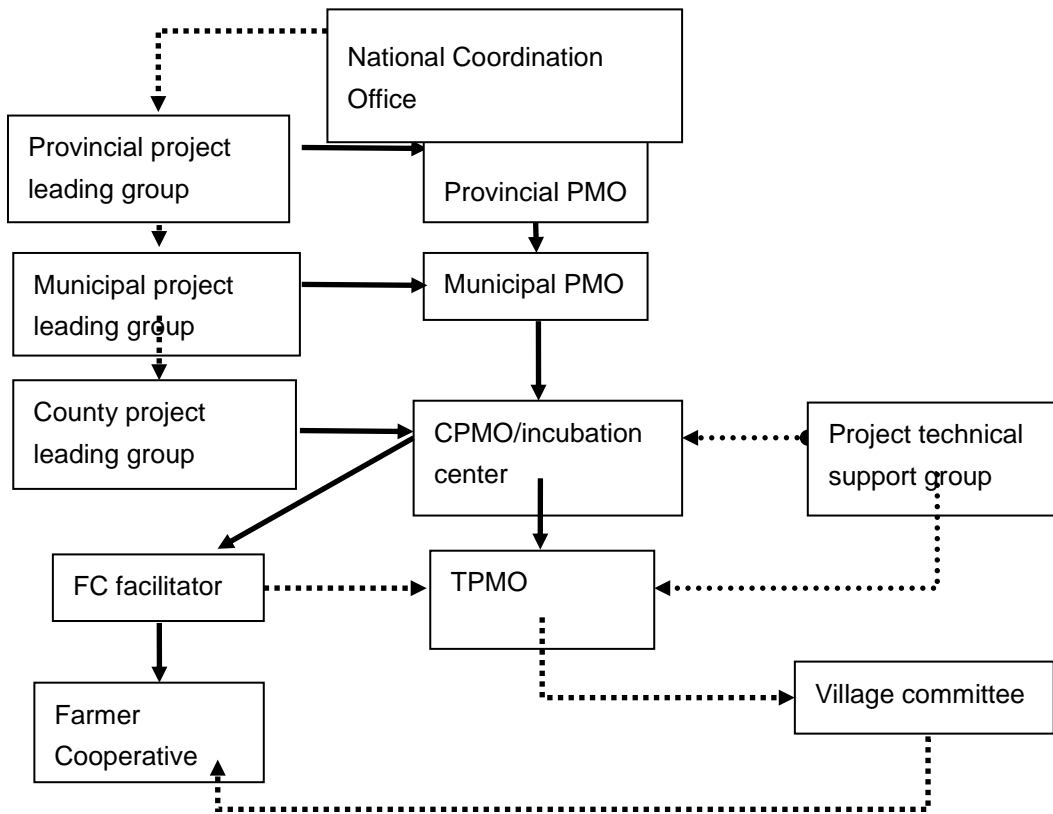 National Coordination
Office
Provincial project
leading group
Provincial PMO
Municipal project
leading group
Municipal PMO
County project
leading group
CPMO/incubation
center
Project technical
support group
FC facilitator
TPMO
Village committee
Farmer
Cooperative